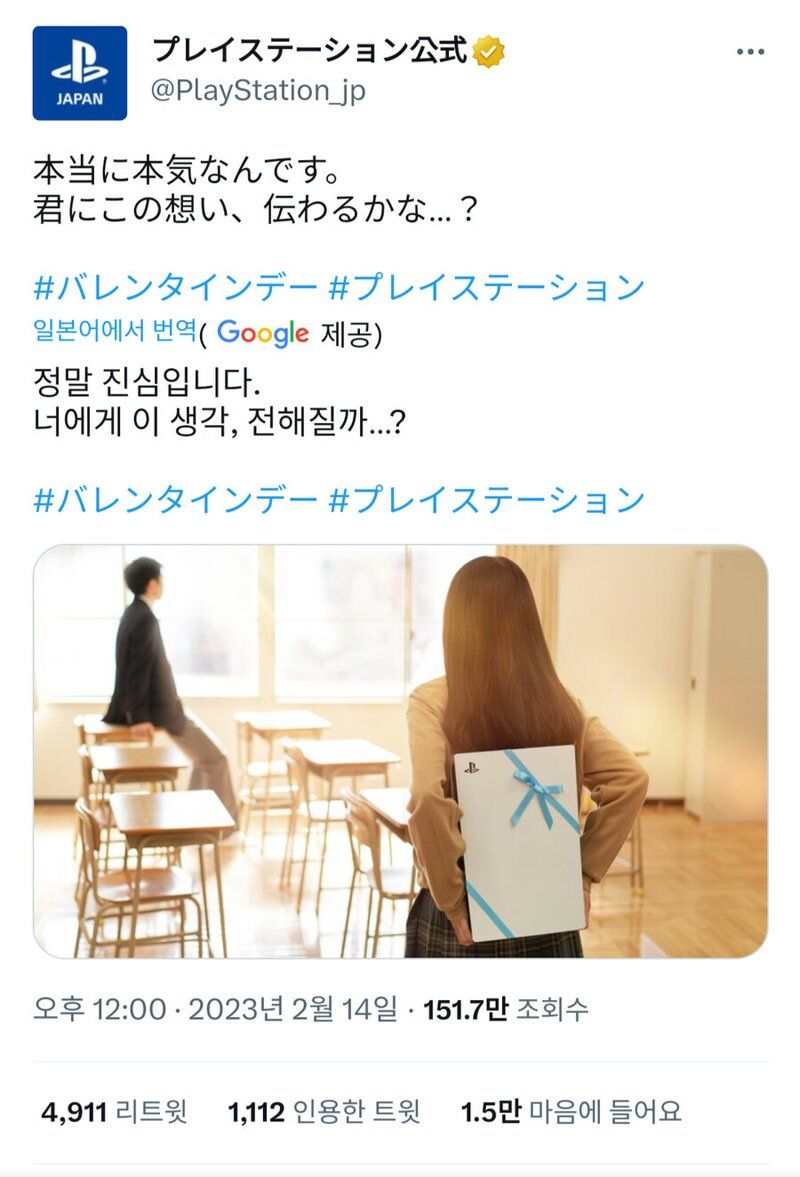 プレイステーション公式
JAPAN
@PlayStation_jp
本当に本気なんです。
君にこの想い、伝わるかな...？
#バレンタインデー #プレイステーション
일본어에서 번역( Google 제공)
정말 진심입니다.
너에게 이 생각, 전해질까...?
#バレンタインデー #プレイステーション
오후 12:00 · 2023년 2월 14일 · 151.7만 조회수
4,911 리트윗 1,112 인용한 트윗 1.5만 마음에 들어요